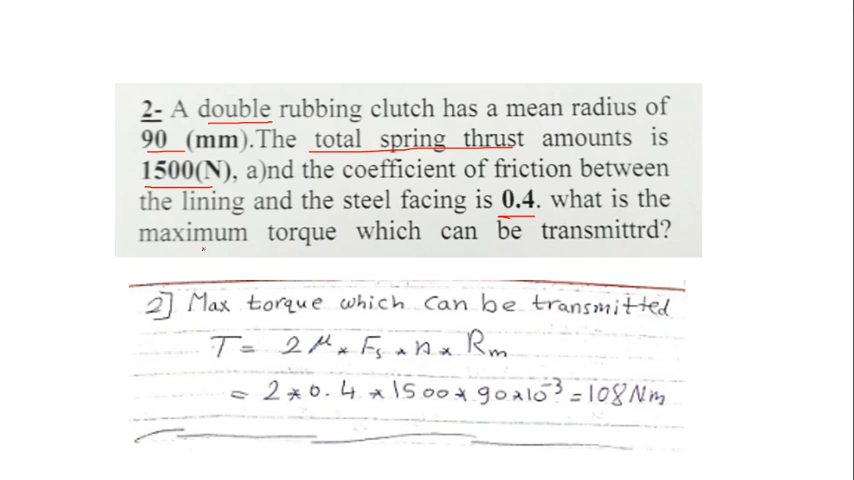 2- A double rubbing clutch has a mean radius of
90 (mm).The total spring thrust amounts is
1500(N), a)nd the coefficient of friction between
the lining and the steel facing is 0.4. what is the
maximum torque which can be transmittrd?
2] Max torque which can be transmitted
T = 2 μ * Fs * n * Rm
= 2 * 0.4 * 1500 * 90*10⁻³ = 108 Nm